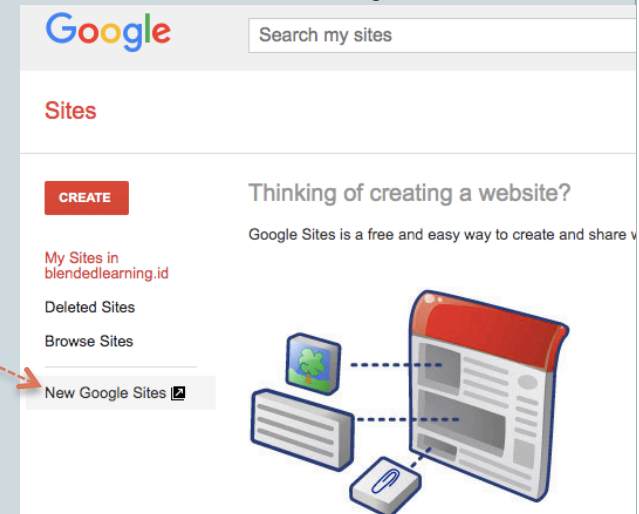 Google
Search my sites
Sites
CREATE
Thinking of creating a website?
Google Sites is a free and easy way to create and share
My Sites in
blendedlearning.id
Deleted Sites
Browse Sites
New Google Sites